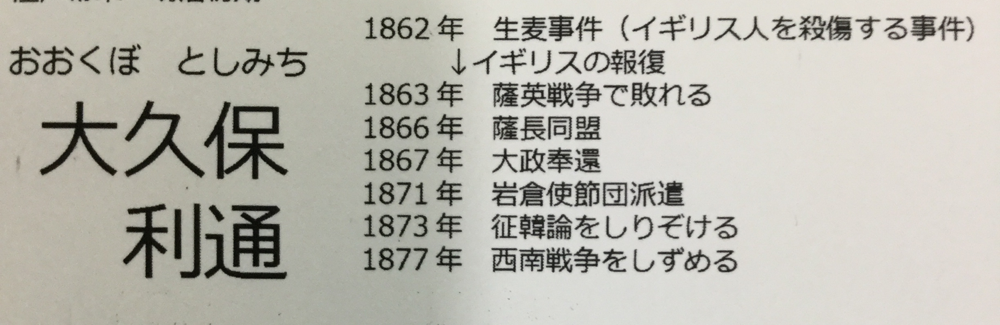 おおくぼ としみち
大久保
利通
1862年 生麦事件（イギリス人を殺傷する事件）
↓イギリスの報復
1863年 薩英戦争で敗れる
1866年 薩長同盟
1867年 大政奉還
1871年 岩倉使節団派遣
1873年 征韓論をしりぞける
1877年 西南戦争をしずめる